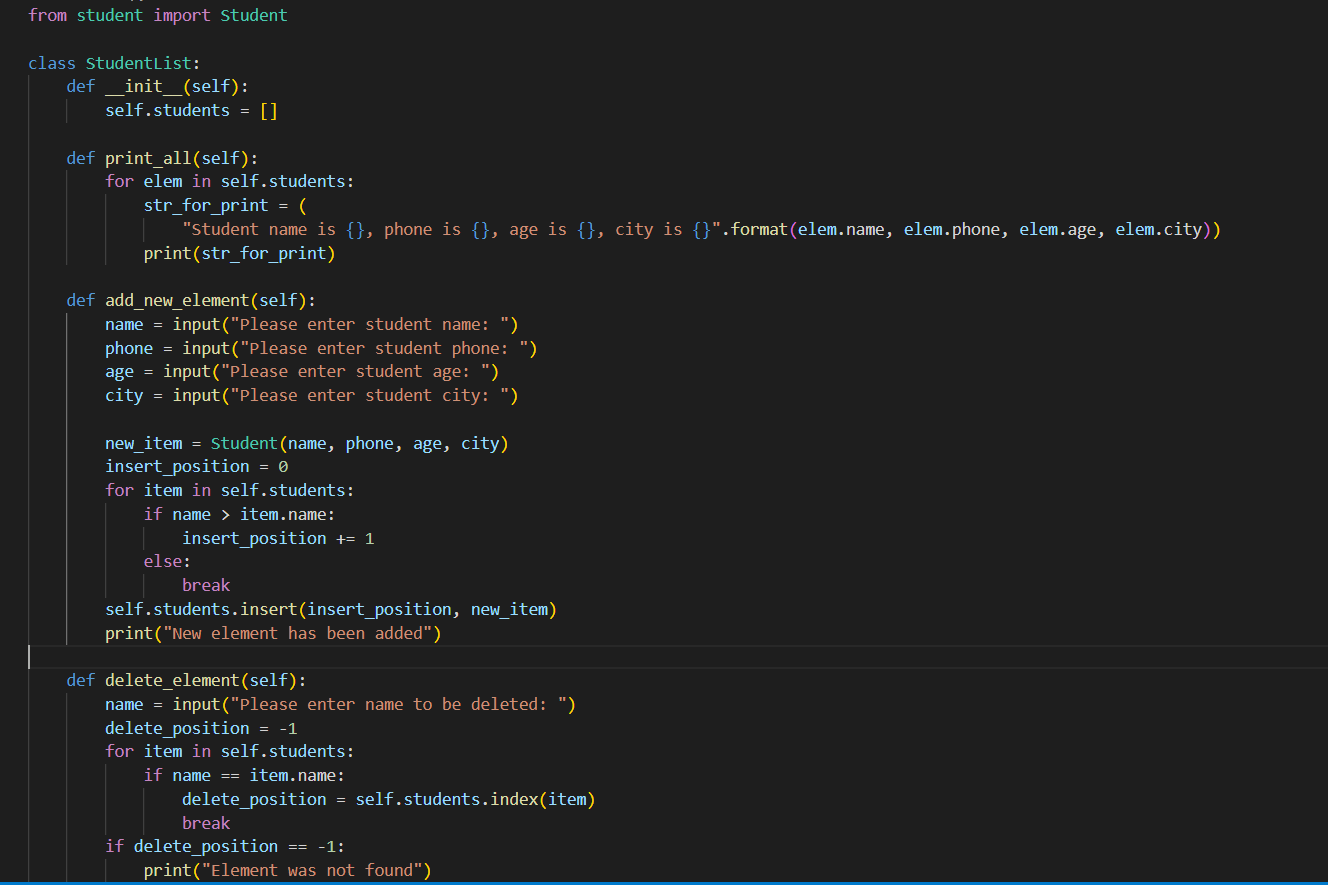 from student import Student
class StudentList:
    def __init__(self):
        self.students = []
    def print_all(self):
        for elem in self.students:
            str_for_print = (
                "Student name is {}, phone is {}, age is {}, city is {}".format(elem.name, elem.phone, elem.age, elem.city))
            print(str_for_print)
    def add_new_element(self):
        name = input("Please enter student name: ")
        phone = input("Please enter student phone: ")
        age = input("Please enter student age: ")
        city = input("Please enter student city: ")
        new_item = Student(name, phone, age, city)
        insert_position = 0
        for item in self.students:
            if name > item.name:
                insert_position += 1
            else:
                break
        self.students.insert(insert_position, new_item)
        print("New element has been added")
    def delete_element(self):
        name = input("Please enter name to be deleted: ")
        delete_position = -1
        for item in self.students:
            if name == item.name:
                delete_position = self.students.index(item)
                break
        if delete_position == -1:
            print("Element was not found")